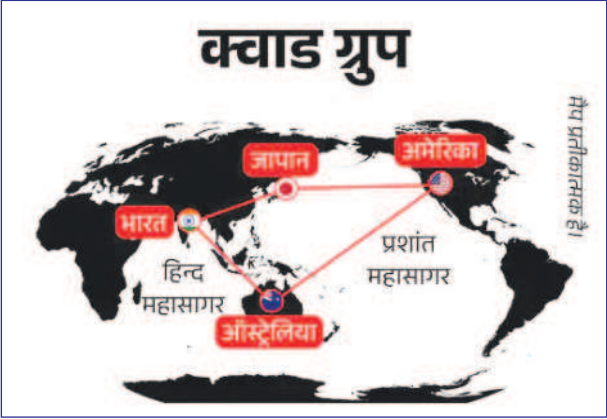 क्वाड ग्रुप
मैप प्रतीकात्मक है।
जापान
अमेरिका
भारत
प्रशांत
महासागर
हिन्द
महासागर
ऑस्ट्रेलिया